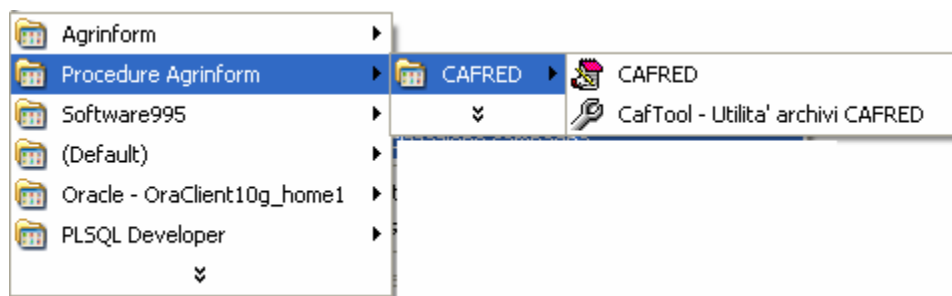 Agrinform
Procedure Agrinform
CAFRED
CAFRED
Software995
CafTool - Utilita' archivi CAFRED
(Default)
Oracle - OraClient10g_home1
PLSQL Developer